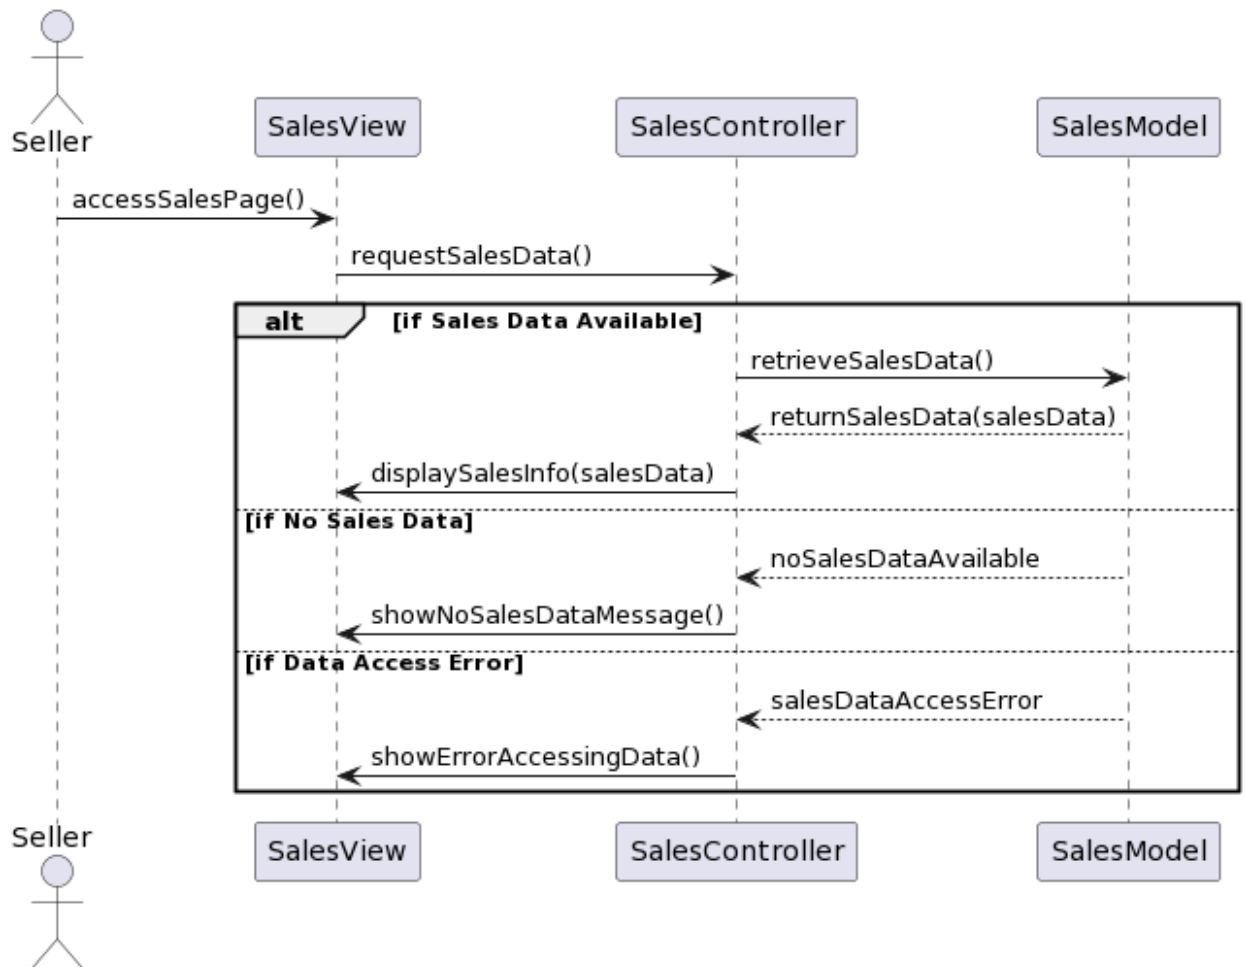 Seller
SalesView
SalesController
SalesModel
accessSalesPage()
requestSalesData()
alt
[if Sales Data Available]
retrieveSalesData()
returnSalesData(salesData)
displaySalesInfo(salesData)
[if No Sales Data]
noSalesDataAvailable
showNoSalesDataMessage()
[if Data Access Error]
salesDataAccessError
showErrorAccessingData()
Seller
SalesView
SalesController
SalesModel